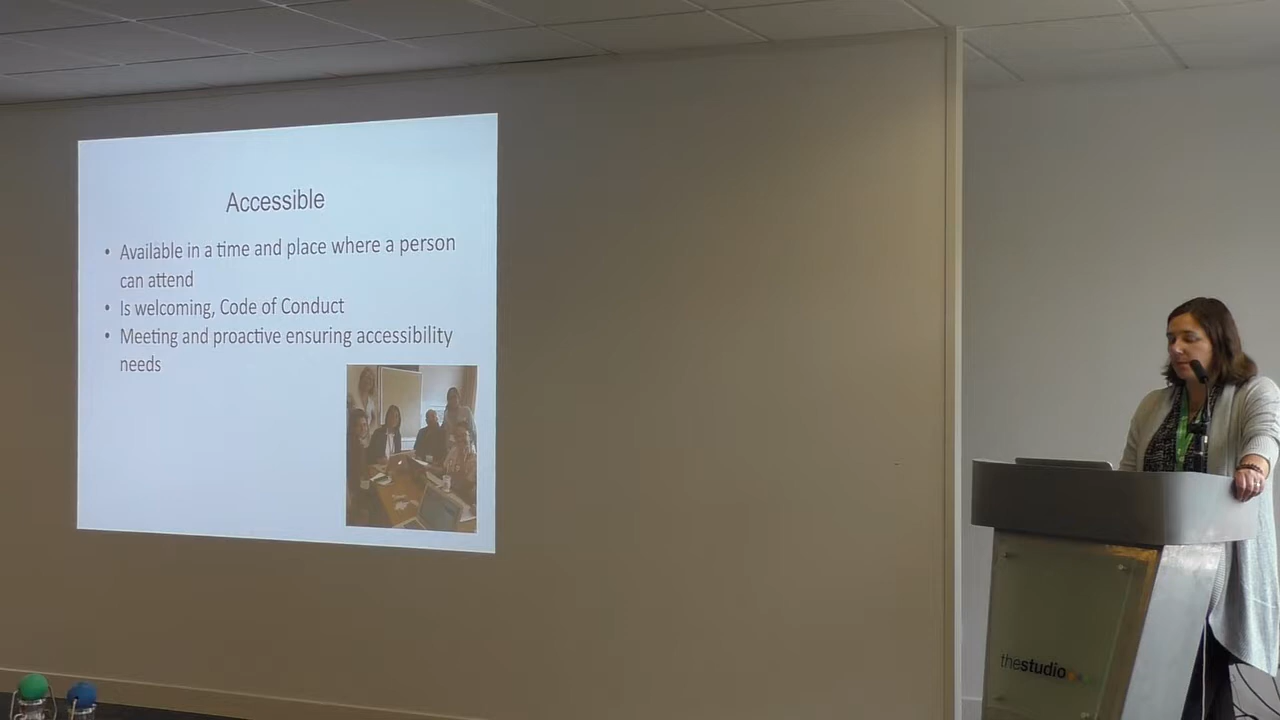 Accessible
• Available in a time and place where a person
can attend
• Is welcoming, Code of Conduct
• Meeting and proactive ensuring accessibility
needs
thestudio